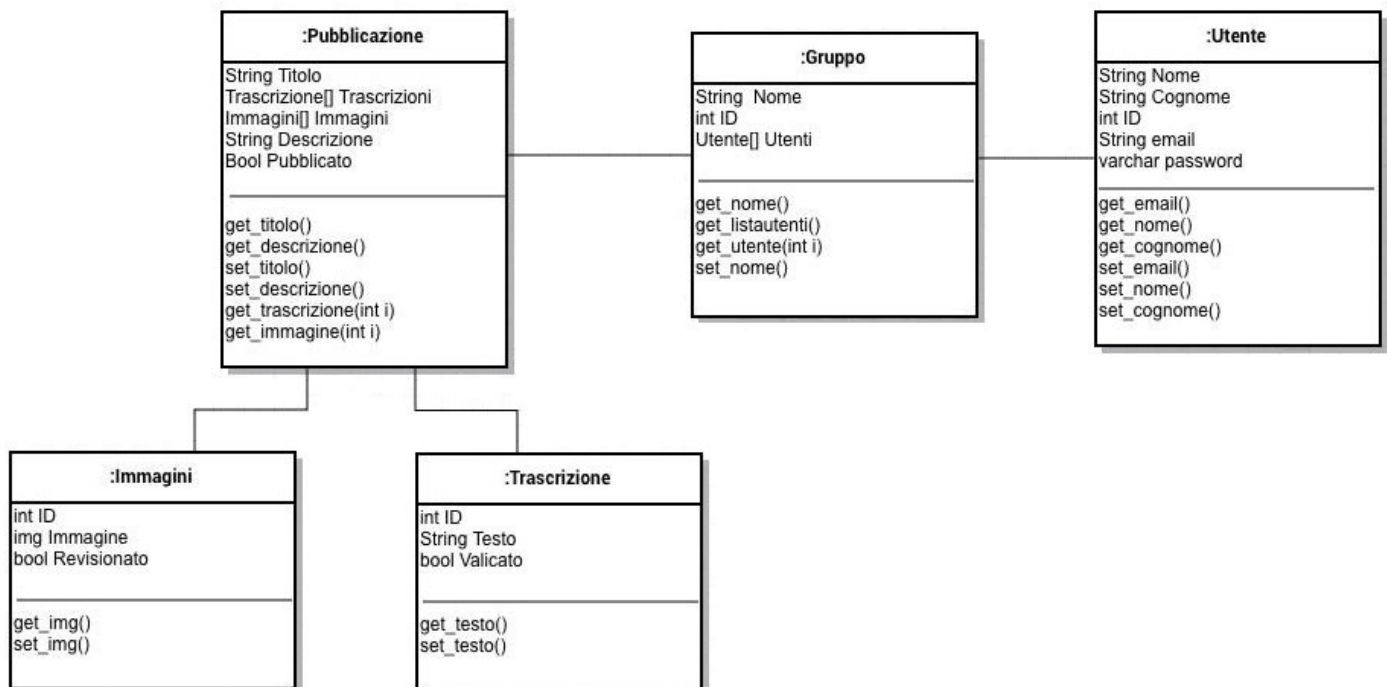 :Pubblicazione
String Titolo
Trascrizione[] Trascrizioni
Immagini[] Immagini
String Descrizione
Bool Pubblicato
get_titolo()
get_descrizione()
set_titolo()
set_descrizione()
get_trascrizione(int i)
get_immagine(int i)
:Gruppo
String Nome
int ID
Utente[] Utenti
get_nome()
get_listautenti()
get_utente(int i)
set_nome()
:Utente
String Nome
String Cognome
int ID
String email
varchar password
get_email()
get_nome()
get_cognome()
set_email()
set_nome()
set_cognome()
:Immagini
int ID
img Immagine
bool Revisionato
get_img()
set_img()
:Trascrizione
int ID
String Testo
bool Valicato
get_testo()
set_testo()